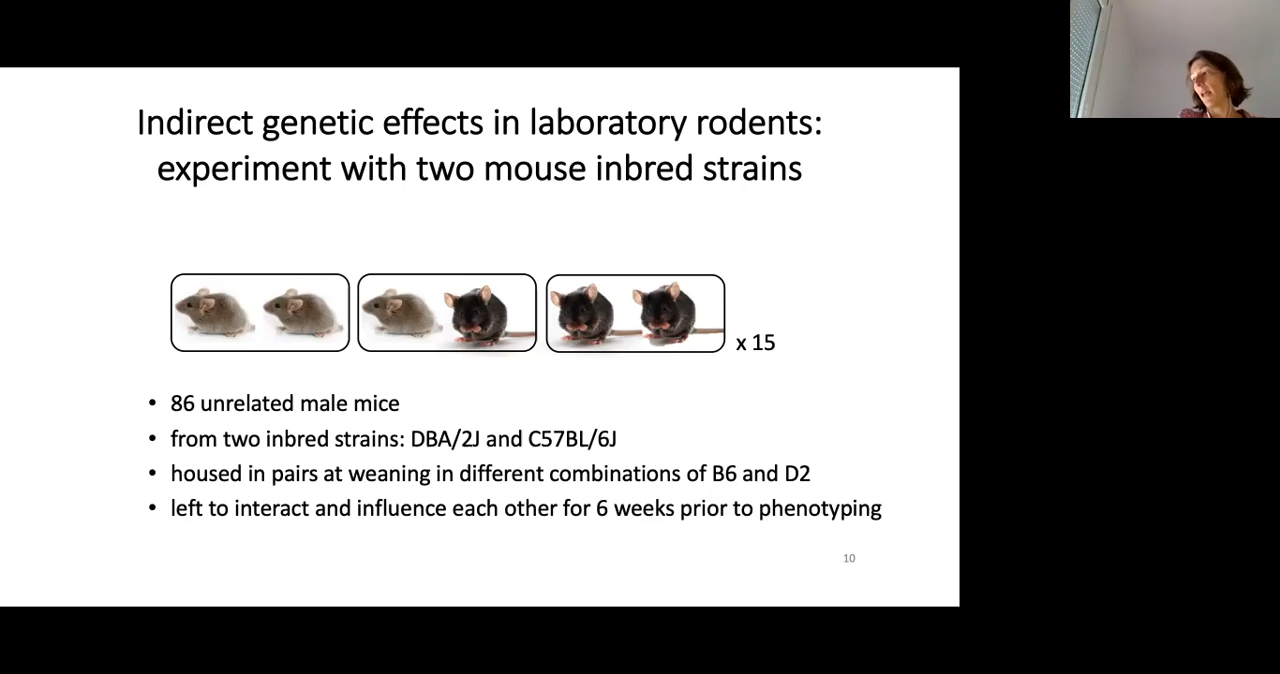 Indirect genetic effects in laboratory rodents:
experiment with two mouse inbred strains
x 15
• 86 unrelated male mice
• from two inbred strains: DBA/2J and C57BL/6J
• housed in pairs at weaning in different combinations of B6 and D2
• left to interact and influence each other for 6 weeks prior to phenotyping
10